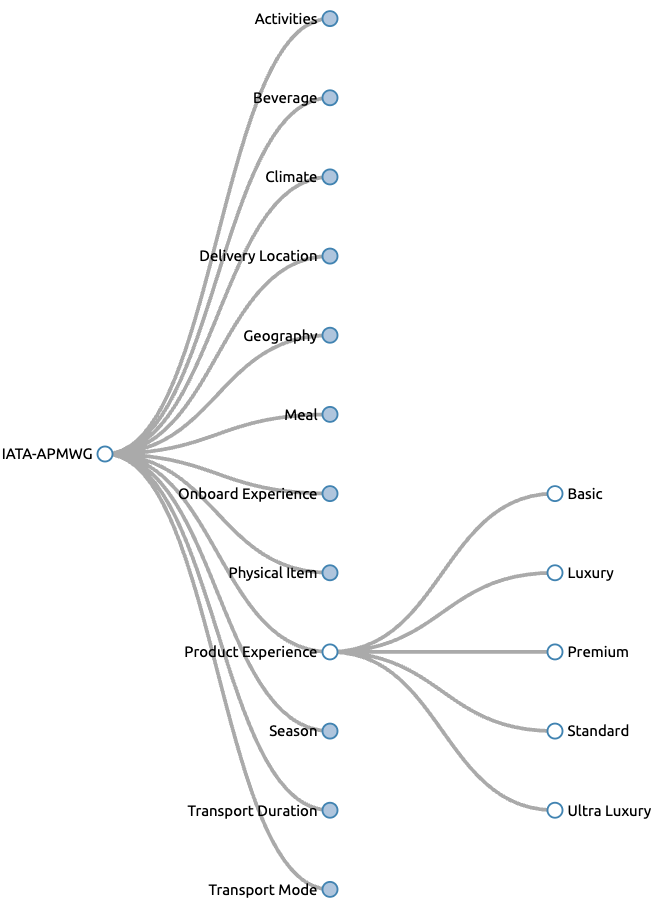 Activities
Beverage
Climate
Delivery Location
Geography
Meal
IATA-APMWG
Onboard Experience
Basic
Physical Item
Luxury
Product Experience
Premium
Season
Standard
Transport Duration
Ultra Luxury
Transport Mode